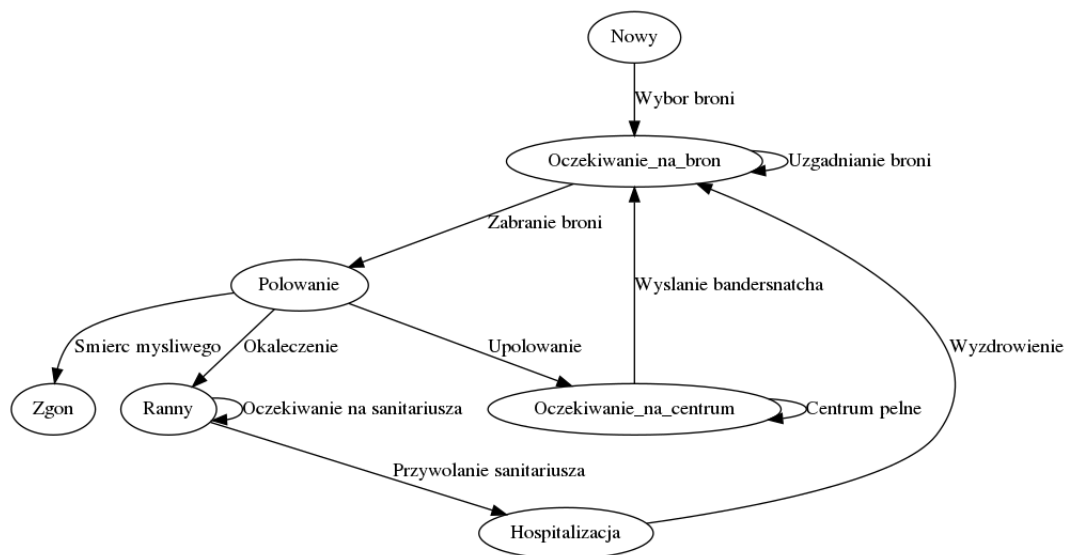 Nowy
Wybor broni
Oczekiwanie_na_bron
Uzgadnianie broni
Zabranie broni
Polowanie
Wyslanie bandersnatcha
Smierc mysliwego
Okaleczenie
Upolowanie
Wyzdrowienie
Zgon
Ranny
Oczekiwanie na sanitariusza
Oczekiwanie_na_centrum
Centrum pelne
Przywolanie sanitariusza
Hospitalizacja